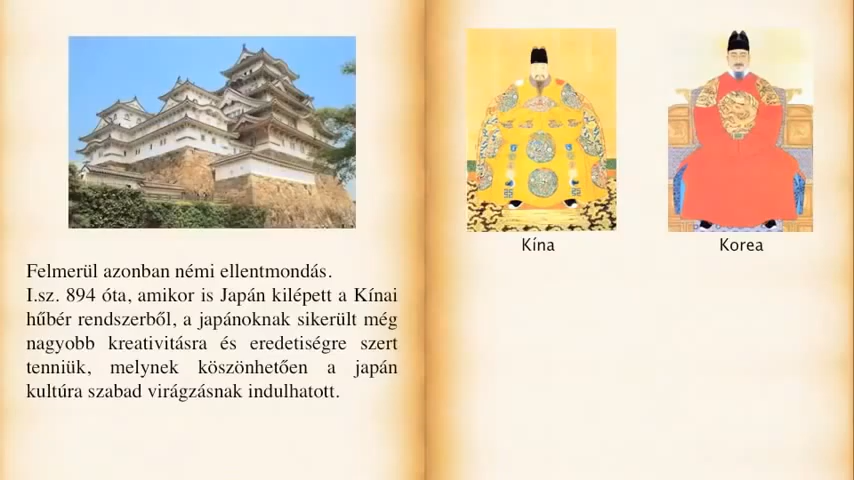 Felmerül azonban némi ellentmondás.
I.sz. 894 óta, amikor is Japán kilépett a Kínai
hűbér rendszerből, a japánoknak sikerült még
nagyobb kreativitásra és eredetiségre szert
tenniük, melynek köszönhetően a japán
kultúra szabad virágzásnak indulhatott.
Kína
Korea